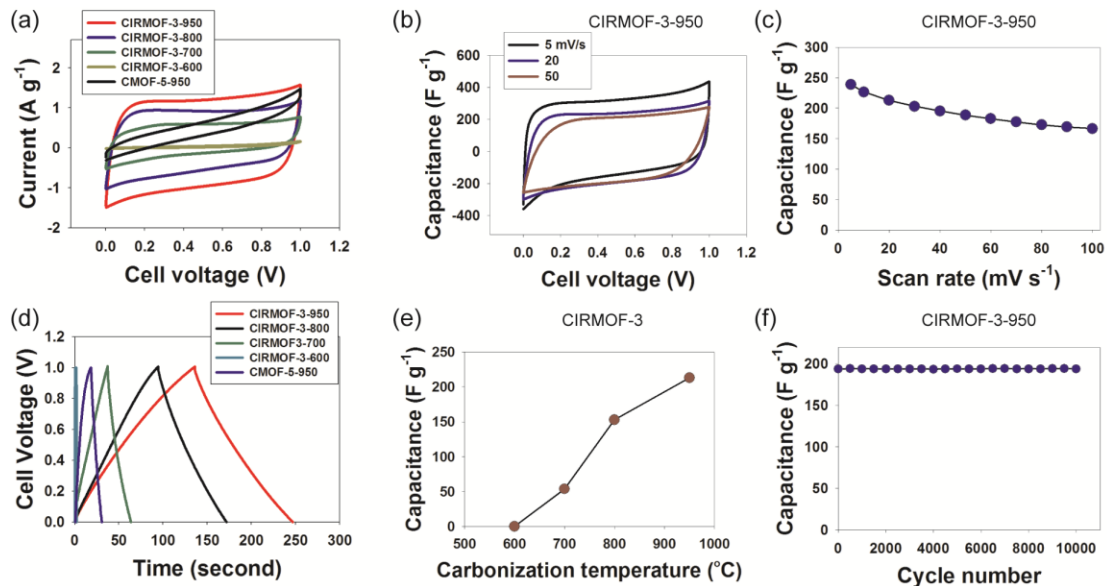 (a)
CIRMOF-3-950
CIRMOF-3-800
CIRMOF-3-700
CIRMOF-3-600
CMOF-5-950
Current (A g⁻¹)
2
1
0
-1
-2
0.0 0.2 0.4 0.6 0.8 1.0 1.2
Cell voltage (V)
(b)
CIRMOF-3-950
5 mV/s
20
50
Capacitance (F g⁻¹)
600
400
200
0
-200
-400
0.0 0.2 0.4 0.6 0.8 1.0
Cell voltage (V)
(c)
CIRMOF-3-950
Capacitance (F g⁻¹)
300
250
200
150
100
50
0
0 20 40 60 80 100
Scan rate (mV s⁻¹)
(d)
CIRMOF-3-950
CIRMOF-3-800
CIRMOF3-700
CIRMOF-3-600
CMOF-5-950
Cell Voltage (V)
1.2
1.0
0.8
0.6
0.4
0.2
0.0
0 50 100 150 200 250 300
Time (second)
(e)
CIRMOF-3
Capacitance (F g⁻¹)
250
200
150
100
50
0
500 600 700 800 900 1000
Carbonization temperature (°C)
(f)
CIRMOF-3-950
Capacitance (F g⁻¹)
250
200
150
100
50
0
0 2000 4000 6000 8000 10000
Cycle number